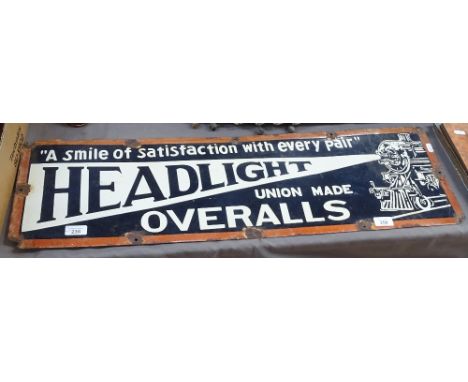 "A smile of satisfaction with every pair"
HEADLIGHT
UNION MADE
OVERALLS